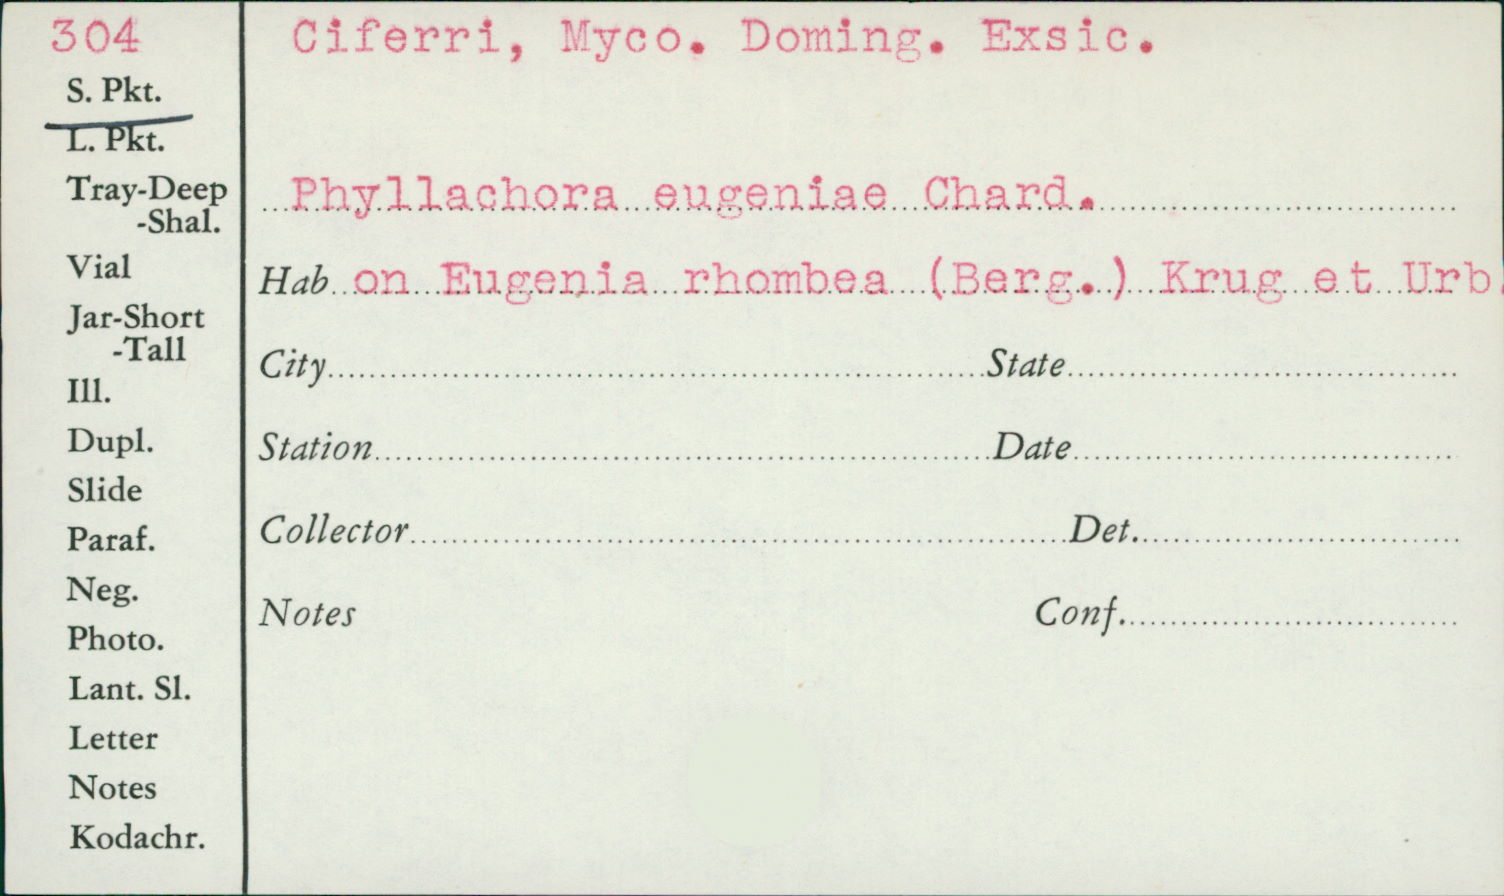 304
Ciferri, Myco. Doming. Exsic.
S. Pkt.
L. Pkt.
Tray-Deep
-Shal.
Vial
Jar-Short
-Tall
Ill.
Dupl.
Slide
Paraf.
Neg.
Photo.
Lant. Sl.
Letter
Notes
Kodachr.
Phyllachora eugeniae Chard.
Hab. on Eugenia rhombea (Berg.) Krug et Urb.
City State
Station Date
Collector Det.
Notes Conf.